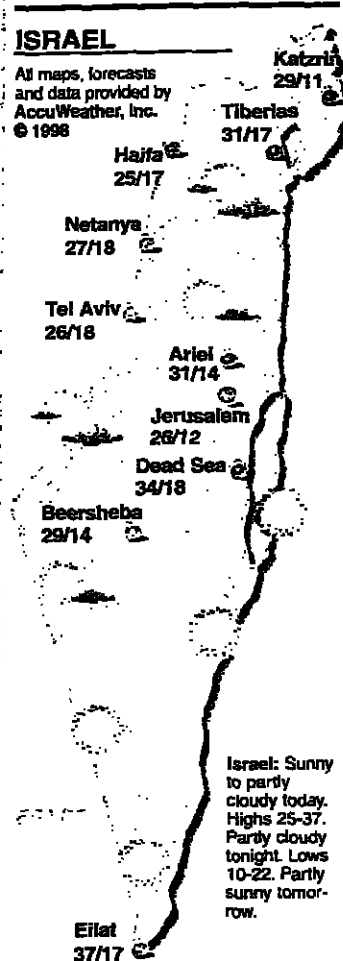 ISRAEL
All maps, forecasts
and data provided by
AccuWeather, Inc.
© 1998
Katzrin
29/11
Tiberias
31/17
Haifa
25/17
Netanya
27/18
Tel Aviv
26/18
Ariel
31/14
Jerusalem
26/12
Dead Sea
34/18
Beersheba
29/14
Israel: Sunny
to partly
cloudy today.
Highs 25-37.
Partly cloudy
tonight. Lows
10-22. Partly
sunny tomor-
row.
Eilat
37/17